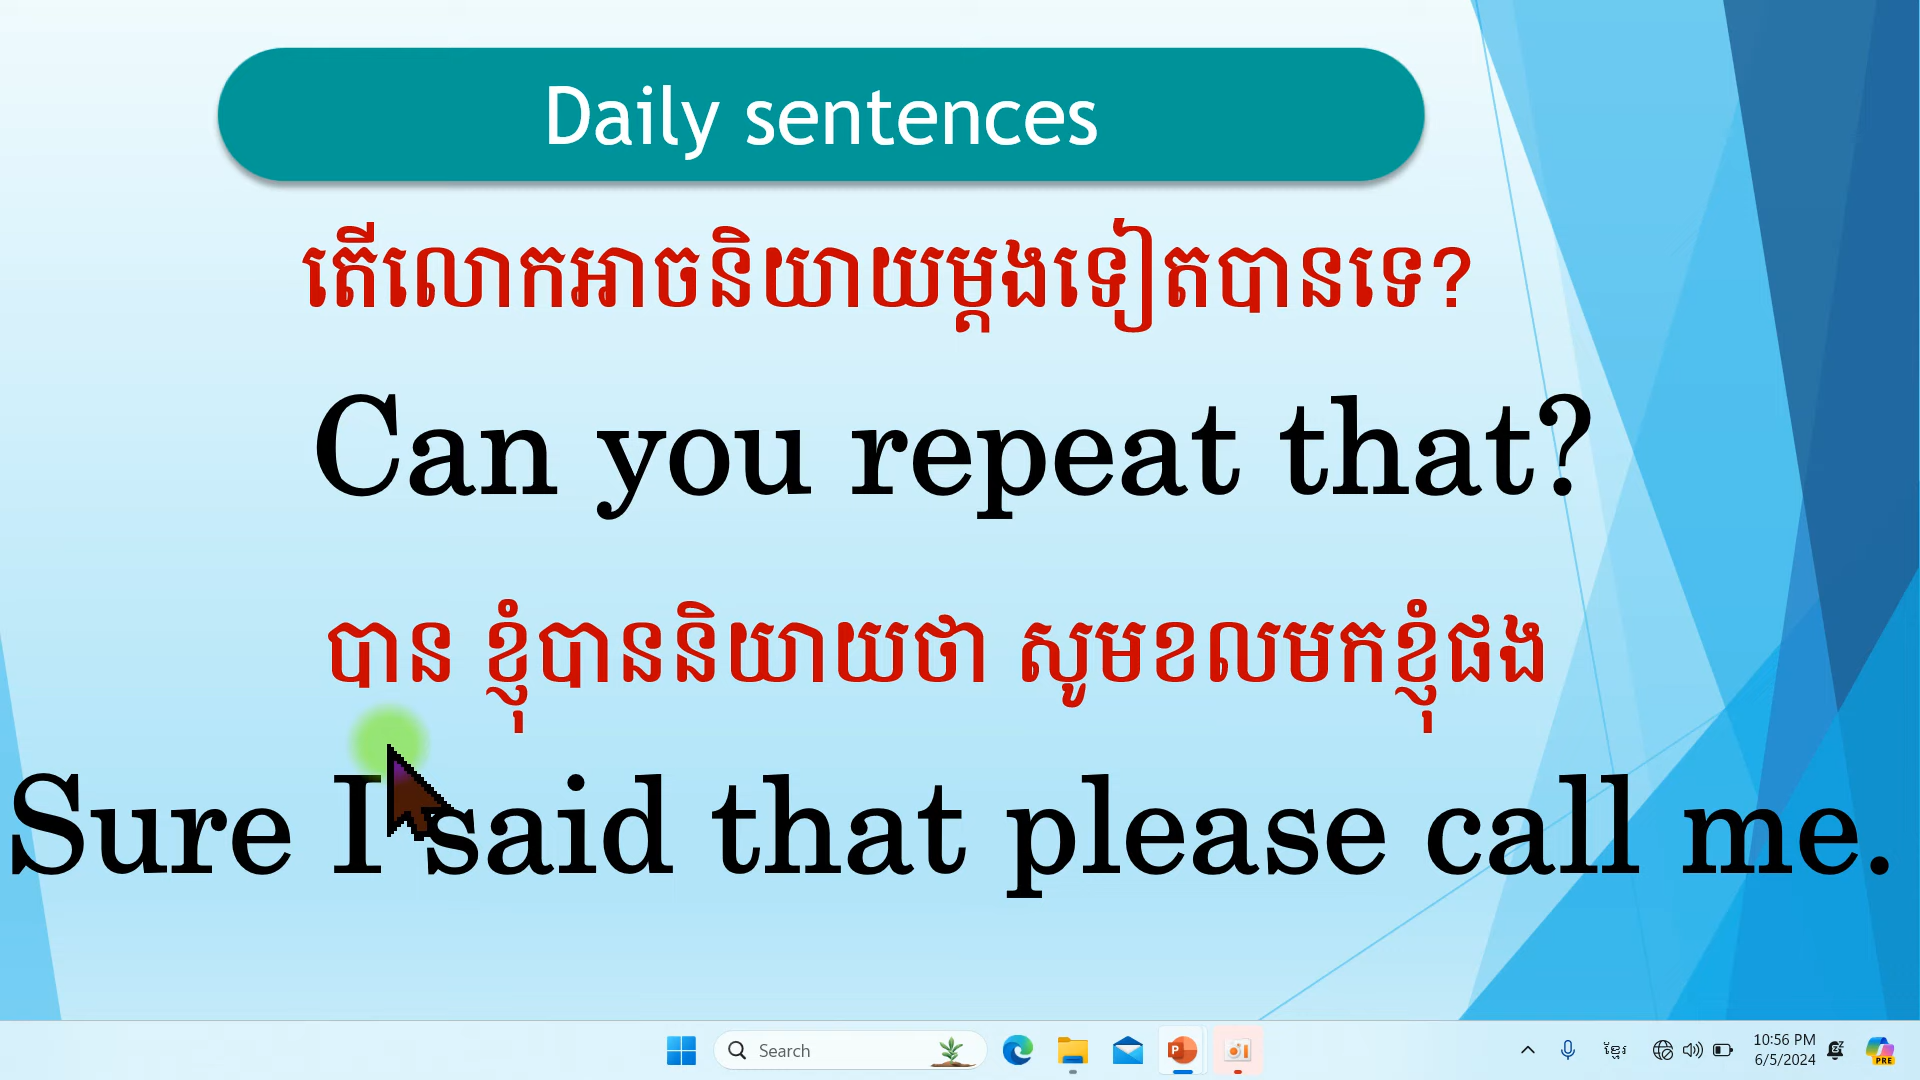 Daily sentences
តើលោកអាចនិយាយម្ដងទៀតបានទេ?
Can you repeat that?
បាន ខ្ញុំបាននិយាយថា សូមខលមកខ្ញុំផង
Sure I said that please call me.
Search
ខ្មែរ
10:56 PM
6/5/2024
PRE